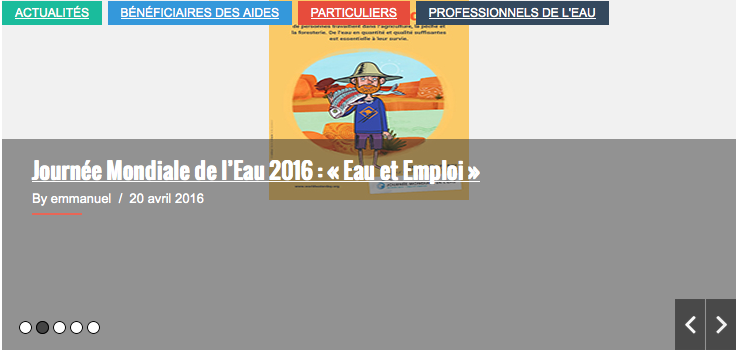 ACTUALITÉS
BÉNÉFICIAIRES DES AIDES
PARTICULIERS
PROFESSIONNELS DE L'EAU
de personnes travaillant dans l'agriculture, la pêche et
la foresterie. De l'eau en quantité et qualité suffisantes
est essentielle à leur survie.
Journée Mondiale de l'Eau 2016 : « Eau et Emploi »
By emmanuel / 20 avril 2016